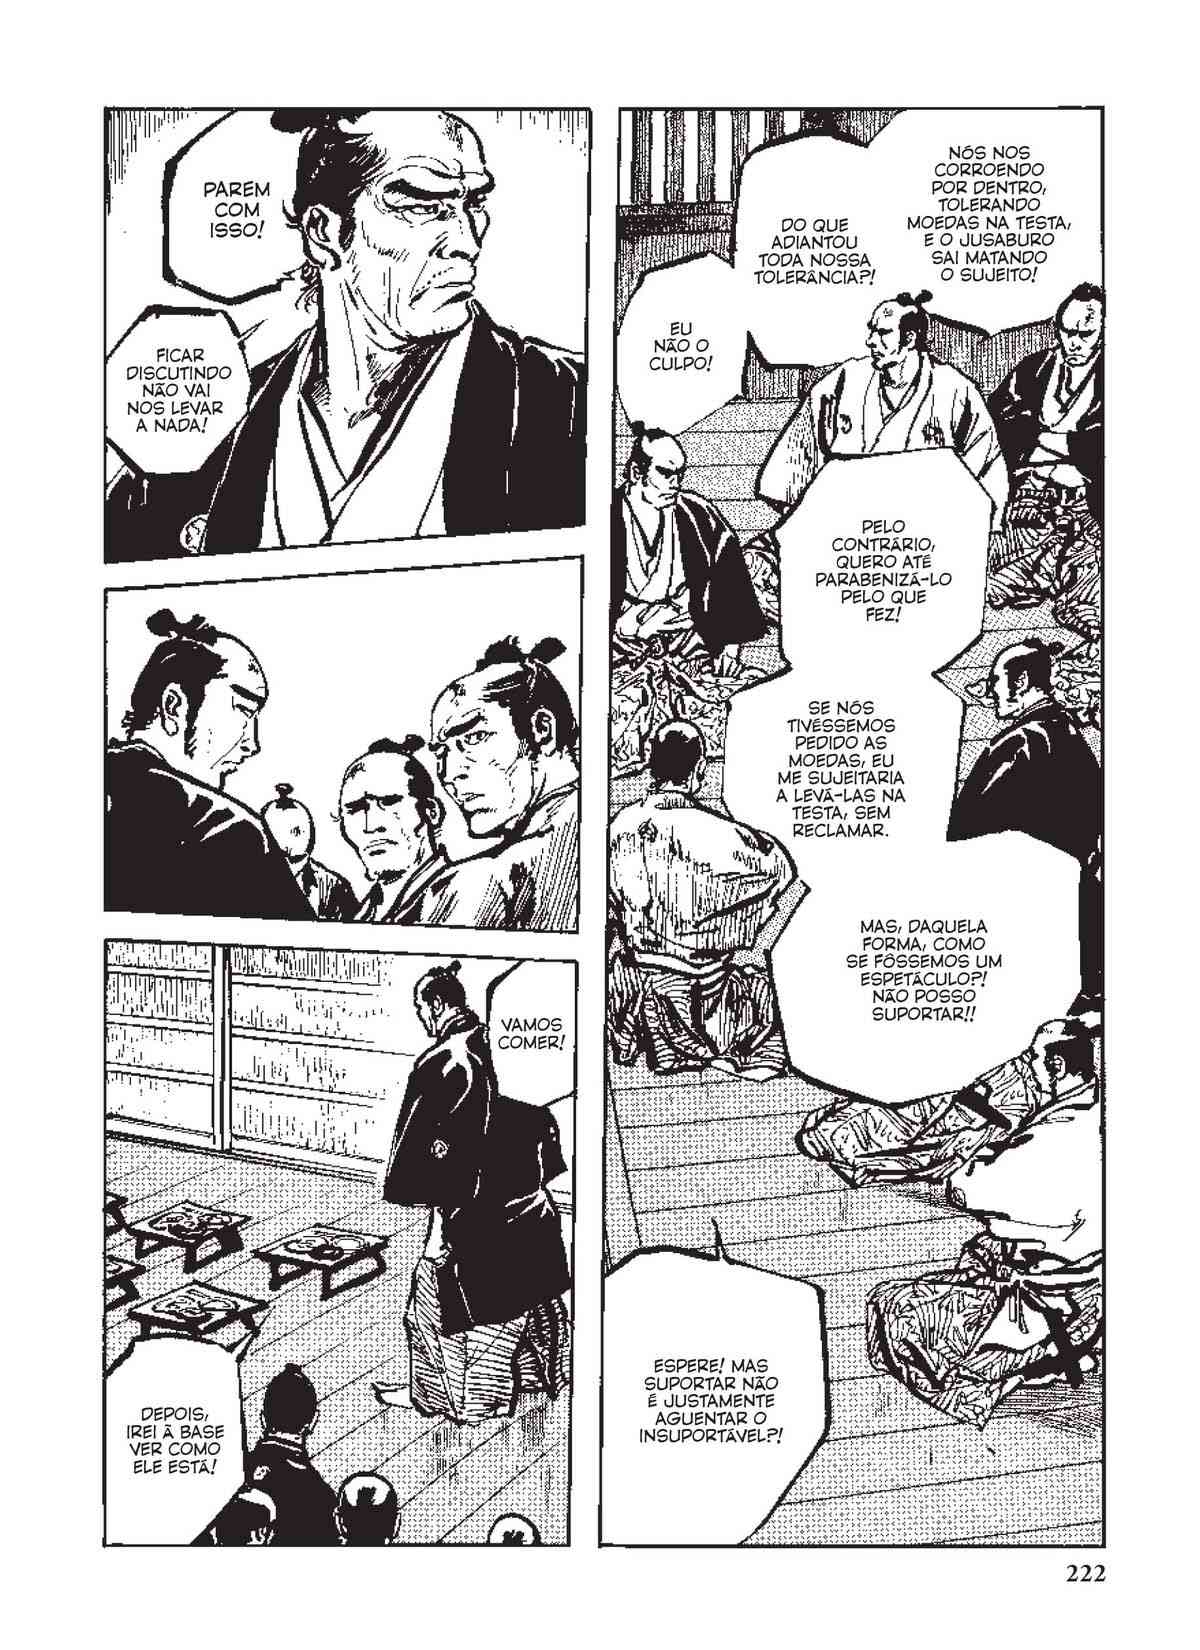 NÓS NOS
CORROENDO
POR DENTRO,
TOLERANDO
MOEDAS NA TESTA,
E O JUSABURO
SAI MATANDO
O SUJEITO!
DO QUE
ADIANTOU
TODA NOSSA
TOLERÂNCIA?!
EU
NÃO O
CULPO!
PELO
CONTRÁRIO,
QUERO ATÉ
PARABENIZÁ-LO
PELO QUE
FEZ!
SE NÓS
TIVÉSSEMOS
PEDIDO AS
MOEDAS, EU
ME SUJEITARIA
A LEVÁ-LAS NA
TESTA, SEM
RECLAMAR.
MAS, DAQUELA
FORMA, COMO
SE FÔSSEMOS UM
ESPETÁCULO?!
NÃO POSSO
SUPORTAR!!
ESPERE! MAS
SUPORTAR NÃO
É JUSTAMENTE
AGUENTAR O
INSUPORTÁVEL?!
PAREM
COM
ISSO!
FICAR
DISCUTINDO
NÃO VAI
NOS LEVAR
A NADA!
VAMOS
COMER!
DEPOIS,
IREI À BASE
VER COMO
ELE ESTÁ!
222